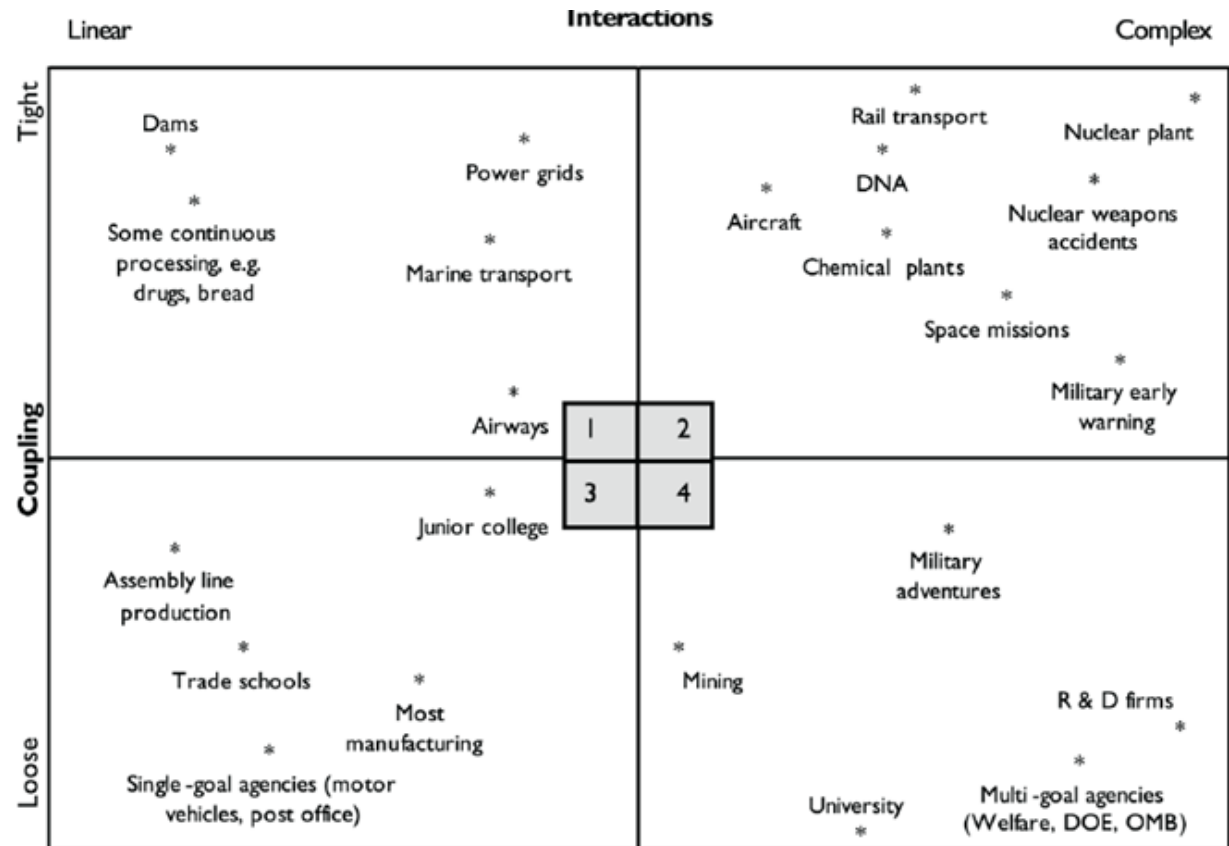 Interactions
Linear
Complex
Tight
Coupling
Loose
Dams
Some continuous
processing, e.g.
drugs, bread
Power grids
Marine transport
Airways
Rail transport
Nuclear plant
DNA
Aircraft
Nuclear weapons
accidents
Chemical plants
Space missions
Military early
warning
1
2
3
4
Junior college
Assembly line
production
Trade schools
Most
manufacturing
Single-goal agencies (motor
vehicles, post office)
Military
adventures
Mining
R & D firms
University
Multi-goal agencies
(Welfare, DOE, OMB)